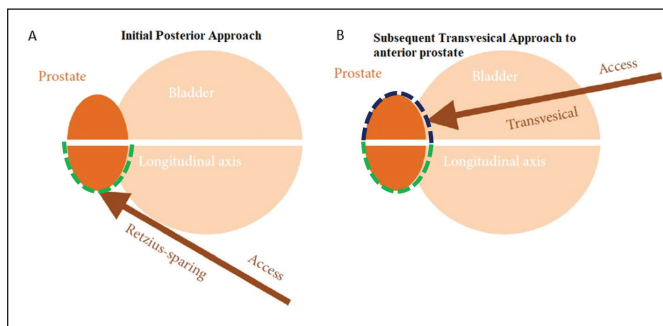 A
Initial Posterior Approach
Prostate
Bladder
Longitudinal axis
Retzius-sparing
Access
B
Subsequent Transvesical Approach to
anterior prostate
Prostate
Access
Bladder
Transvesical
Longitudinal axis